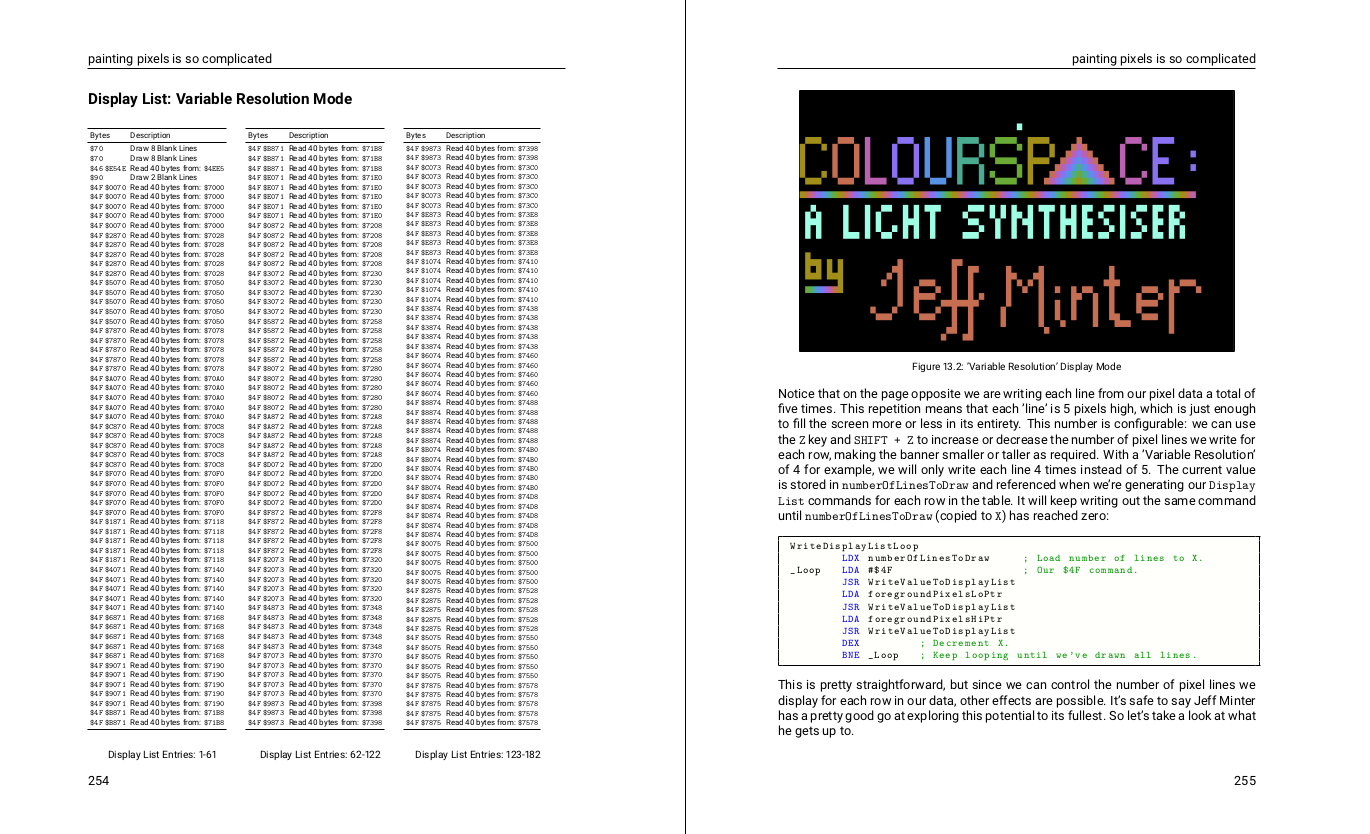 painting pixels is so complicated
Display List: Variable Resolution Mode
Bytes Description
$70 Draw 8 Blank Lines
$70 Draw 8 Blank Lines
$46 $E54E Read 40 bytes from: $4EE5
$90 Draw 2 Blank Lines
$4F $0070 Read 40 bytes from: $7000
$4F $0070 Read 40 bytes from: $7000
$4F $0070 Read 40 bytes from: $7000
$4F $0070 Read 40 bytes from: $7000
$4F $0070 Read 40 bytes from: $7000
$4F $2870 Read 40 bytes from: $7028
$4F $2870 Read 40 bytes from: $7028
$4F $2870 Read 40 bytes from: $7028
$4F $2870 Read 40 bytes from: $7028
$4F $2870 Read 40 bytes from: $7028
$4F $5070 Read 40 bytes from: $7050
$4F $5070 Read 40 bytes from: $7050
$4F $5070 Read 40 bytes from: $7050
$4F $5070 Read 40 bytes from: $7050
$4F $5070 Read 40 bytes from: $7050
$4F $7870 Read 40 bytes from: $7078
$4F $7870 Read 40 bytes from: $7078
$4F $7870 Read 40 bytes from: $7078
$4F $7870 Read 40 bytes from: $7078
$4F $7870 Read 40 bytes from: $7078
$4F $A070 Read 40 bytes from: $70A0
$4F $A070 Read 40 bytes from: $70A0
$4F $A070 Read 40 bytes from: $70A0
$4F $A070 Read 40 bytes from: $70A0
$4F $A070 Read 40 bytes from: $70A0
$4F $C870 Read 40 bytes from: $70C8
$4F $C870 Read 40 bytes from: $70C8
$4F $C870 Read 40 bytes from: $70C8
$4F $C870 Read 40 bytes from: $70C8
$4F $C870 Read 40 bytes from: $70C8
$4F $F070 Read 40 bytes from: $70F0
$4F $F070 Read 40 bytes from: $70F0
$4F $F070 Read 40 bytes from: $70F0
$4F $F070 Read 40 bytes from: $70F0
$4F $F070 Read 40 bytes from: $70F0
$4F $1871 Read 40 bytes from: $7118
$4F $1871 Read 40 bytes from: $7118
$4F $1871 Read 40 bytes from: $7118
$4F $1871 Read 40 bytes from: $7118
$4F $1871 Read 40 bytes from: $7118
$4F $4071 Read 40 bytes from: $7140
$4F $4071 Read 40 bytes from: $7140
$4F $4071 Read 40 bytes from: $7140
$4F $4071 Read 40 bytes from: $7140
$4F $4071 Read 40 bytes from: $7140
$4F $6871 Read 40 bytes from: $7168
$4F $6871 Read 40 bytes from: $7168
$4F $6871 Read 40 bytes from: $7168
$4F $6871 Read 40 bytes from: $7168
$4F $6871 Read 40 bytes from: $7168
$4F $9071 Read 40 bytes from: $7190
$4F $9071 Read 40 bytes from: $7190
$4F $9071 Read 40 bytes from: $7190
$4F $9071 Read 40 bytes from: $7190
$4F $9071 Read 40 bytes from: $7190
$4F $B871 Read 40 bytes from: $71B8
$4F $B871 Read 40 bytes from: $71B8
Display List Entries: 1-61
Bytes Description
$4F $B871 Read 40 bytes from: $71B8
$4F $B871 Read 40 bytes from: $71B8
$4F $B871 Read 40 bytes from: $71B8
$4F $E071 Read 40 bytes from: $71E0
$4F $E071 Read 40 bytes from: $71E0
$4F $E071 Read 40 bytes from: $71E0
$4F $E071 Read 40 bytes from: $71E0
$4F $E071 Read 40 bytes from: $71E0
$4F $0872 Read 40 bytes from: $7208
$4F $0872 Read 40 bytes from: $7208
$4F $0872 Read 40 bytes from: $7208
$4F $0872 Read 40 bytes from: $7208
$4F $0872 Read 40 bytes from: $7208
$4F $3072 Read 40 bytes from: $7230
$4F $3072 Read 40 bytes from: $7230
$4F $3072 Read 40 bytes from: $7230
$4F $3072 Read 40 bytes from: $7230
$4F $3072 Read 40 bytes from: $7230
$4F $5872 Read 40 bytes from: $7258
$4F $5872 Read 40 bytes from: $7258
$4F $5872 Read 40 bytes from: $7258
$4F $5872 Read 40 bytes from: $7258
$4F $5872 Read 40 bytes from: $7258
$4F $8072 Read 40 bytes from: $7280
$4F $8072 Read 40 bytes from: $7280
$4F $8072 Read 40 bytes from: $7280
$4F $8072 Read 40 bytes from: $7280
$4F $8072 Read 40 bytes from: $7280
$4F $A872 Read 40 bytes from: $72A8
$4F $A872 Read 40 bytes from: $72A8
$4F $A872 Read 40 bytes from: $72A8
$4F $A872 Read 40 bytes from: $72A8
$4F $A872 Read 40 bytes from: $72A8
$4F $D072 Read 40 bytes from: $72D0
$4F $D072 Read 40 bytes from: $72D0
$4F $D072 Read 40 bytes from: $72D0
$4F $D072 Read 40 bytes from: $72D0
$4F $D072 Read 40 bytes from: $72D0
$4F $F872 Read 40 bytes from: $72F8
$4F $F872 Read 40 bytes from: $72F8
$4F $F872 Read 40 bytes from: $72F8
$4F $F872 Read 40 bytes from: $72F8
$4F $F872 Read 40 bytes from: $72F8
$4F $2073 Read 40 bytes from: $7320
$4F $2073 Read 40 bytes from: $7320
$4F $2073 Read 40 bytes from: $7320
$4F $2073 Read 40 bytes from: $7320
$4F $2073 Read 40 bytes from: $7320
$4F $4873 Read 40 bytes from: $7348
$4F $4873 Read 40 bytes from: $7348
$4F $4873 Read 40 bytes from: $7348
$4F $4873 Read 40 bytes from: $7348
$4F $4873 Read 40 bytes from: $7348
$4F $7073 Read 40 bytes from: $7370
$4F $7073 Read 40 bytes from: $7370
$4F $7073 Read 40 bytes from: $7370
$4F $7073 Read 40 bytes from: $7370
$4F $7073 Read 40 bytes from: $7370
$4F $9873 Read 40 bytes from: $7398
$4F $9873 Read 40 bytes from: $7398
$4F $9873 Read 40 bytes from: $7398
Display List Entries: 62-122
Bytes Description
$4F $9873 Read 40 bytes from: $7398
$4F $9873 Read 40 bytes from: $7398
$4F $C073 Read 40 bytes from: $73C0
$4F $C073 Read 40 bytes from: $73C0
$4F $C073 Read 40 bytes from: $73C0
$4F $C073 Read 40 bytes from: $73C0
$4F $C073 Read 40 bytes from: $73C0
$4F $E873 Read 40 bytes from: $73E8
$4F $E873 Read 40 bytes from: $73E8
$4F $E873 Read 40 bytes from: $73E8
$4F $E873 Read 40 bytes from: $73E8
$4F $E873 Read 40 bytes from: $73E8
$4F $1074 Read 40 bytes from: $7410
$4F $1074 Read 40 bytes from: $7410
$4F $1074 Read 40 bytes from: $7410
$4F $1074 Read 40 bytes from: $7410
$4F $1074 Read 40 bytes from: $7410
$4F $3874 Read 40 bytes from: $7438
$4F $3874 Read 40 bytes from: $7438
$4F $3874 Read 40 bytes from: $7438
$4F $3874 Read 40 bytes from: $7438
$4F $3874 Read 40 bytes from: $7438
$4F $6074 Read 40 bytes from: $7460
$4F $6074 Read 40 bytes from: $7460
$4F $6074 Read 40 bytes from: $7460
$4F $6074 Read 40 bytes from: $7460
$4F $6074 Read 40 bytes from: $7460
$4F $8874 Read 40 bytes from: $7488
$4F $8874 Read 40 bytes from: $7488
$4F $8874 Read 40 bytes from: $7488
$4F $8874 Read 40 bytes from: $7488
$4F $8874 Read 40 bytes from: $7488
$4F $B074 Read 40 bytes from: $74B0
$4F $B074 Read 40 bytes from: $74B0
$4F $B074 Read 40 bytes from: $74B0
$4F $B074 Read 40 bytes from: $74B0
$4F $B074 Read 40 bytes from: $74B0
$4F $D874 Read 40 bytes from: $74D8
$4F $D874 Read 40 bytes from: $74D8
$4F $D874 Read 40 bytes from: $74D8
$4F $D874 Read 40 bytes from: $74D8
$4F $D874 Read 40 bytes from: $74D8
$4F $0075 Read 40 bytes from: $7500
$4F $0075 Read 40 bytes from: $7500
$4F $0075 Read 40 bytes from: $7500
$4F $0075 Read 40 bytes from: $7500
$4F $0075 Read 40 bytes from: $7500
$4F $2875 Read 40 bytes from: $7528
$4F $2875 Read 40 bytes from: $7528
$4F $2875 Read 40 bytes from: $7528
$4F $2875 Read 40 bytes from: $7528
$4F $2875 Read 40 bytes from: $7528
$4F $5075 Read 40 bytes from: $7550
$4F $5075 Read 40 bytes from: $7550
$4F $5075 Read 40 bytes from: $7550
$4F $5075 Read 40 bytes from: $7550
$4F $5075 Read 40 bytes from: $7550
$4F $7875 Read 40 bytes from: $7578
$4F $7875 Read 40 bytes from: $7578
$4F $7875 Read 40 bytes from: $7578
$4F $7875 Read 40 bytes from: $7578
$4F $7875 Read 40 bytes from: $7578
Display List Entries: 123-182
254
painting pixels is so complicated
COLOURSPACE:
A LIGHT SYNTHESISER
by Jeff Minter
Figure 13.2: ‘Variable Resolution’ Display Mode
Notice that on the page opposite we are writing each line from our pixel data a total of
five times. This repetition means that each ‘line’ is 5 pixels high, which is just enough
to fill the screen more or less in its entirety. This number is configurable: we can use
the Z key and SHIFT + Z to increase or decrease the number of pixel lines we write for
each row, making the banner smaller or taller as required. With a ‘Variable Resolution’
of 4 for example, we will only write each line 4 times instead of 5. The current value
is stored in numberOfLinesToDraw and referenced when we’re generating our Display
List commands for each row in the table. It will keep writing out the same command
until numberOfLinesToDraw (copied to X) has reached zero:
WriteDisplayListLoop
LDX numberOfLinesToDraw ; Load number of lines to X.
_Loop LDA #$4F ; Our $4F command.
JSR WriteValueToDisplayList
LDA foregroundPixelsLoPtr
JSR WriteValueToDisplayList
LDA foregroundPixelsHiPtr
JSR WriteValueToDisplayList
DEX ; Decrement X.
BNE _Loop ; Keep looping until we’ve drawn all lines.
This is pretty straightforward, but since we can control the number of pixel lines we
display for each row in our data, other effects are possible. It’s safe to say Jeff Minter
has a pretty good go at exploring this potential to its fullest. So let’s take a look at what
he gets up to.
255